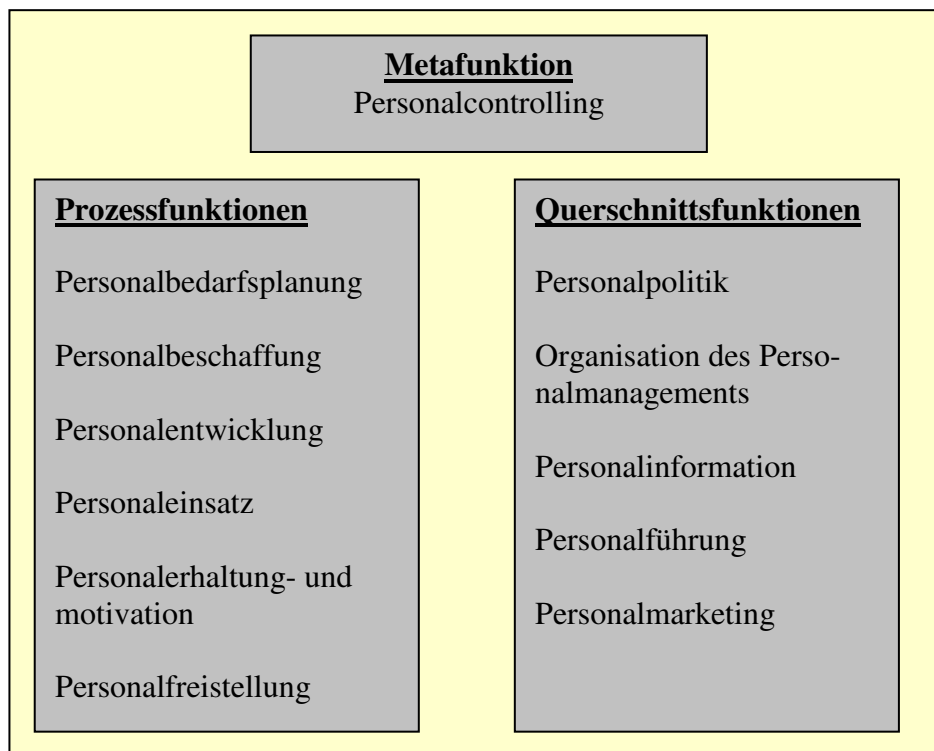 Metafunktion
Personalcontrolling
Prozessfunktionen
Personalbedarfsplanung
Personalbeschaffung
Personalentwicklung
Personaleinsatz
Personalerhaltung- und
motivation
Personalfreistellung
Querschnittsfunktionen
Personalpolitik
Organisation des Perso-
nalmanagements
Personalinformation
Personalführung
Personalmarketing